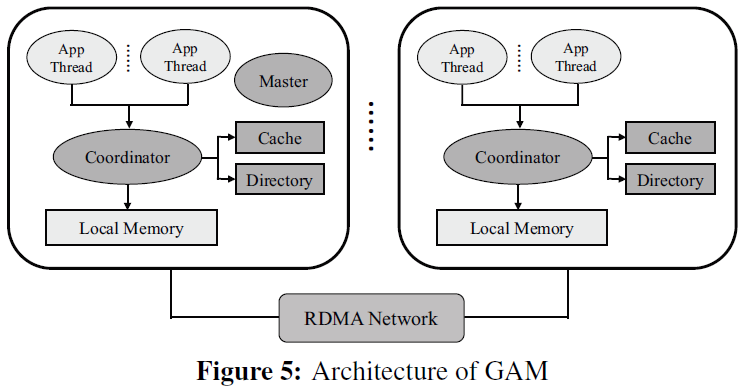 App
Thread
App
Thread
Master
Coordinator
Cache
Directory
Local Memory
App
Thread
App
Thread
Coordinator
Cache
Directory
Local Memory
RDMA Network
Figure 5: Architecture of GAM